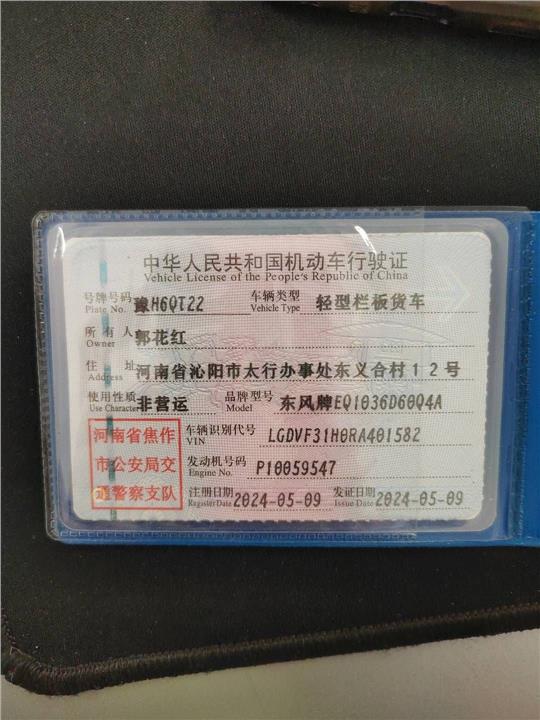 中华人民共和国机动车行驶证
Vehicle License of the People's Republic of China
号牌号码 豫H6QT22 车辆类型 轻型栏板货车
Plate No. Vehicle Type
所有人 郭花红
Owner
住址 河南省沁阳市太行办事处东义合村12号
Address
使用性质 非营运 品牌型号 东风牌EQ1036D60Q4A
Use Character Model
河南省焦作
市公安局交
通警察支队
车辆识别代号 LGDVF31H0RA401582
VIN
发动机号码 P10059547
Engine No.
注册日期 2024-05-09 发证日期 2024-05-09
Register Date Issue Date